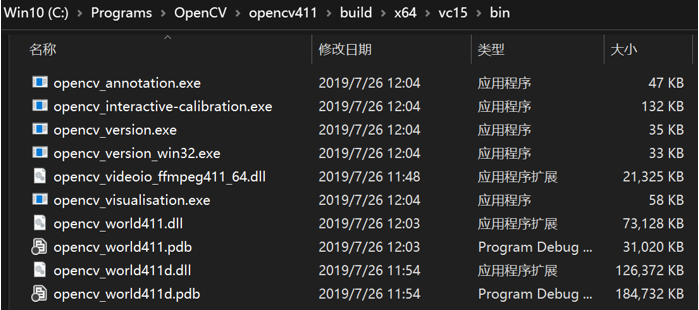 Win10 (C:) > Programs > OpenCV > opencv411 > build > x64 > vc15 > bin
名称 修改日期 类型 大小
opencv_annotation.exe 2019/7/26 12:04 应用程序 47 KB
opencv_interactive-calibration.exe 2019/7/26 12:04 应用程序 132 KB
opencv_version.exe 2019/7/26 12:04 应用程序 35 KB
opencv_version_win32.exe 2019/7/26 12:04 应用程序 33 KB
opencv_videoio_ffmpeg411_64.dll 2019/7/26 11:48 应用程序扩展 21,325 KB
opencv_visualisation.exe 2019/7/26 12:04 应用程序 58 KB
opencv_world411.dll 2019/7/26 12:03 应用程序扩展 73,128 KB
opencv_world411.pdb 2019/7/26 12:03 Program Debug ... 31,020 KB
opencv_world411d.dll 2019/7/26 11:54 应用程序扩展 126,372 KB
opencv_world411d.pdb 2019/7/26 11:54 Program Debug ... 184,732 KB